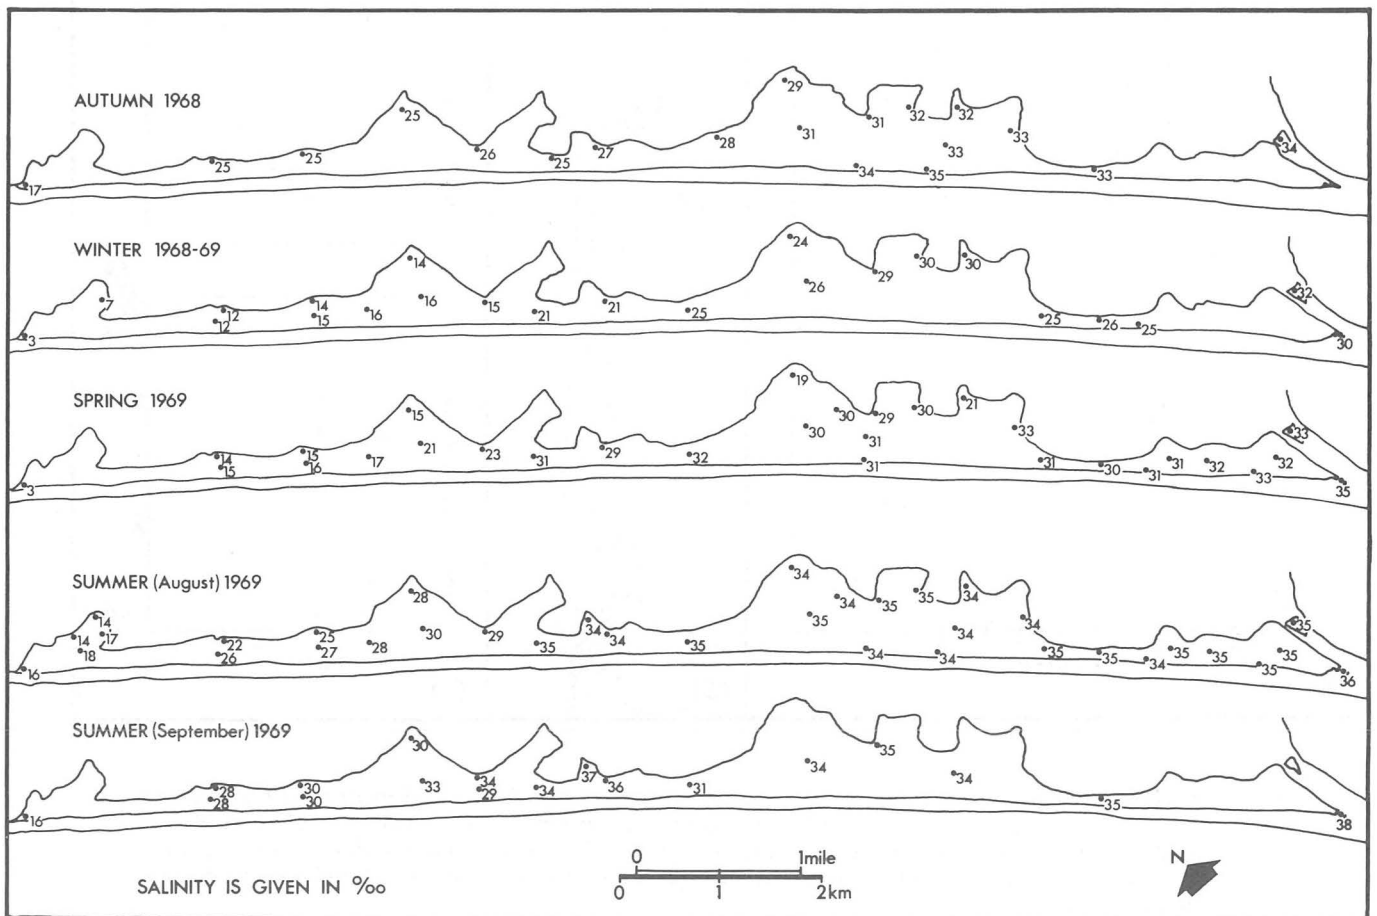 AUTUMN 1968
17 25 25 25 26 25 27 28 29 31 34 31 32 35 33 32 33 33 34
WINTER 1968-69
3 7 12 12 14 15 16 14 16 15 21 21 25 24 26 29 30 30 25 26 25 32 30
SPRING 1969
3 14 15 15 16 17 15 21 23 31 29 32 19 30 30 31 31 29 30 21 33 31 30 31 31 32 33 32 33 35
SUMMER (August) 1969
16 14 18 14 17 26 22 25 27 28 28 30 29 35 34 34 35 34 35 34 34 35 35 34 34 34 34 35 35 34 35 35 35 35 35 36
SUMMER (September) 1969
16 28 28 30 30 30 33 34 29 34 37 36 31 34 35 34 35 38
SALINITY IS GIVEN IN ‰
0 1mile
0 1 2km
N